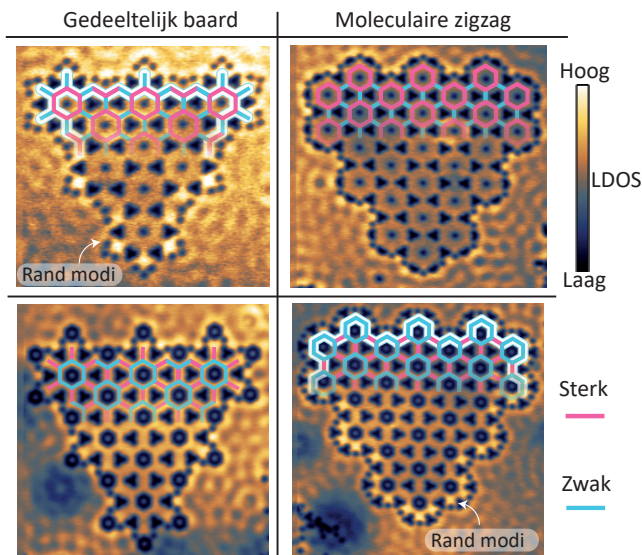 Gedeeltelijk baard
Moleculaire zigzag
Hoog
LDOS
Laag
Rand modi
Sterk
Zwak
Rand modi